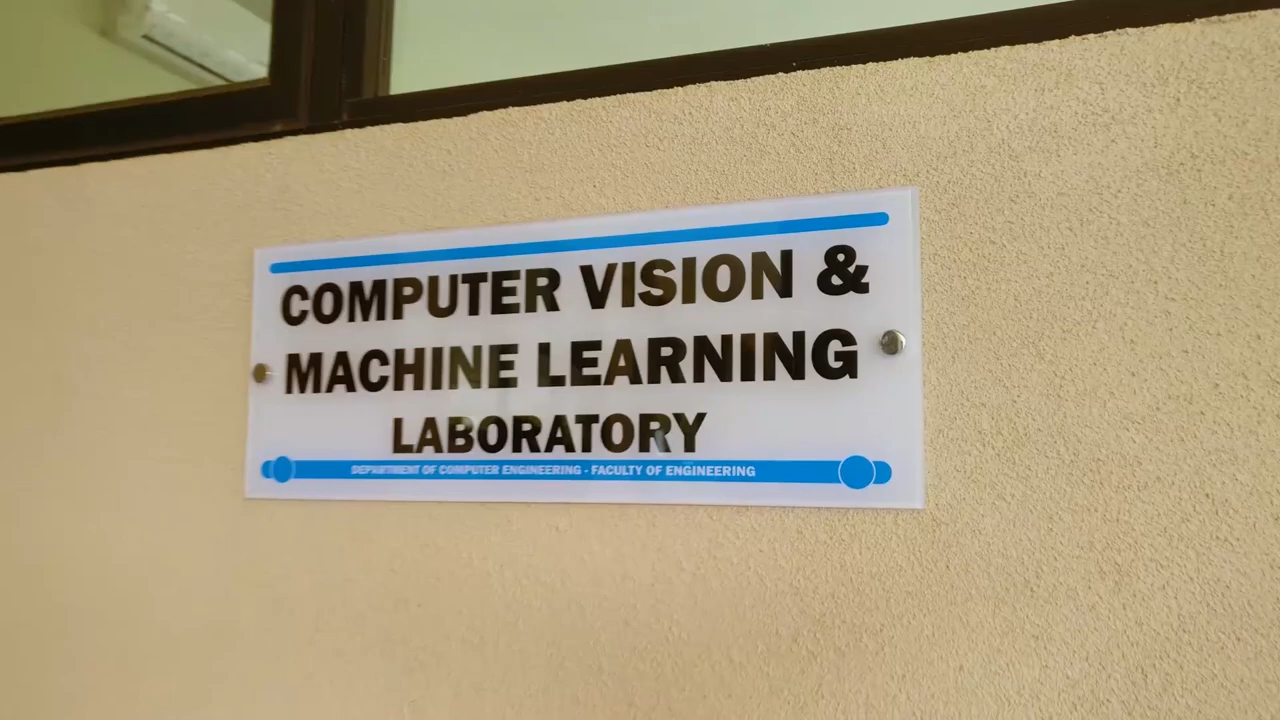 COMPUTER VISION &
MACHINE LEARNING
LABORATORY
DEPARTMENT OF COMPUTER ENGINEERING - FACULTY OF ENGINEERING